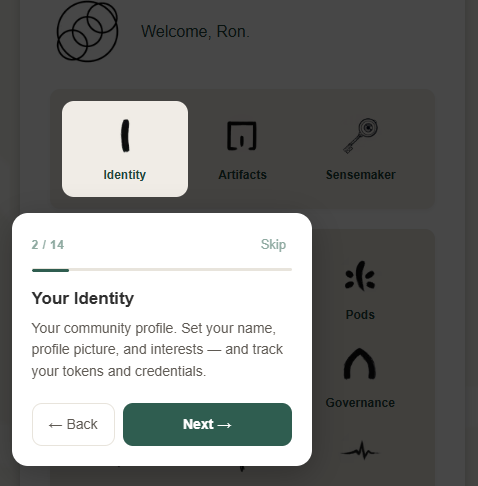 Welcome, Ron.
Identity
Artifacts
Sensemaker
2 / 14
Skip
Your Identity
Your community profile. Set your name,
profile picture, and interests — and track
your tokens and credentials.
← Back
Next →
Pods
Governance